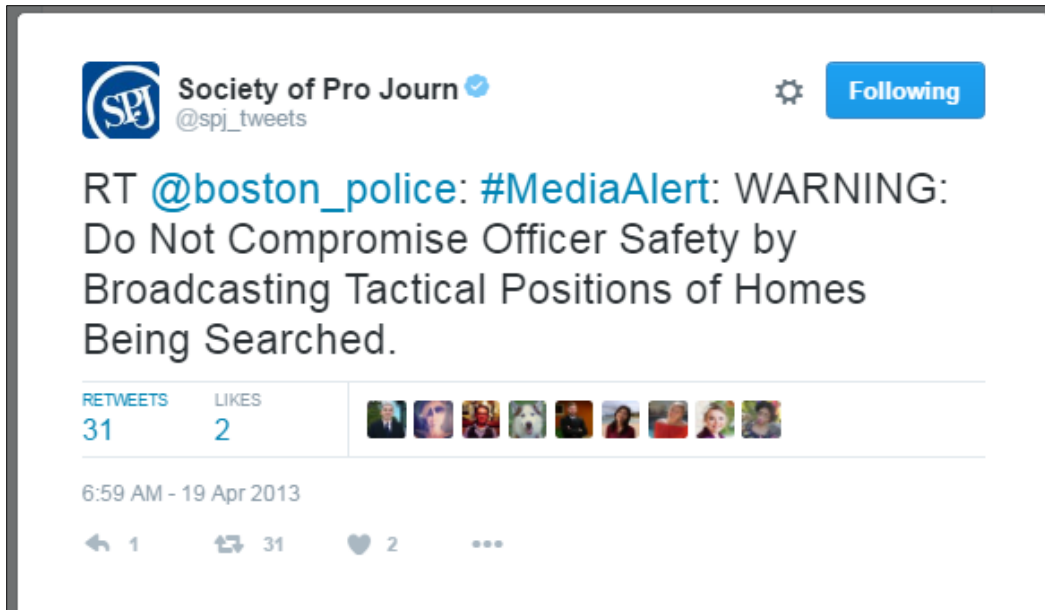 SPJ
Society of Pro Journ
@spj_tweets
Following
RT @boston_police: #MediaAlert: WARNING:
Do Not Compromise Officer Safety by
Broadcasting Tactical Positions of Homes
Being Searched.
RETWEETS LIKES
31 2
6:59 AM - 19 Apr 2013
1 31 2